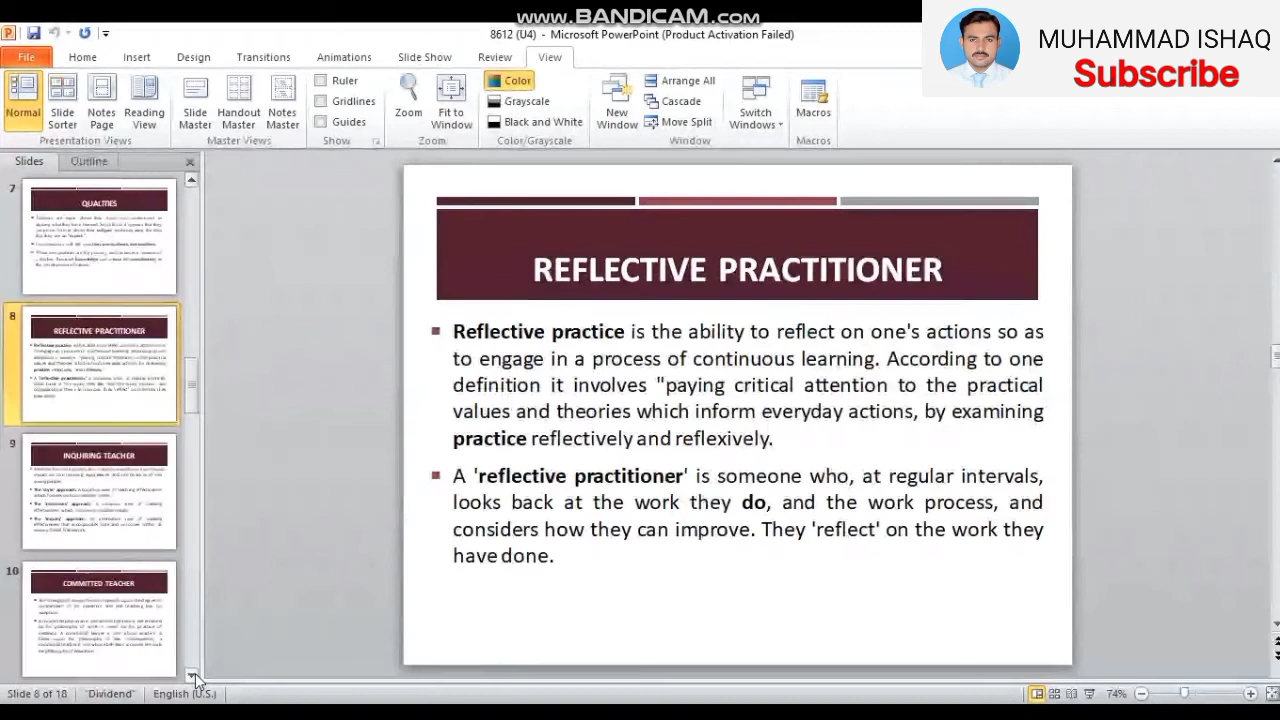 www.BANDICAM.com
8612 (U4) - Microsoft PowerPoint (Product Activation Failed)
MUHAMMAD ISHAQ
Subscribe
File Home Insert Design Transitions Animations Slide Show Review View
Normal Slide Sorter Notes Page Reading View
Slide Master Handout Master Notes Master
Ruler
Gridlines
Guides
Zoom Fit to Window
Color
Grayscale
Black and White
New Window
Arrange All
Cascade
Move Split
Switch Windows
Macros
Presentation Views Master Views Show Zoom Color/Grayscale Window Macros
Slides Outline
7
QUALITIES
8
REFLECTIVE PRACTITIONER
9
INQUIRING TEACHER
10
COMMITTED TEACHER
REFLECTIVE PRACTITIONER
Reflective practice is the ability to reflect on one's actions so as
to engage in a process of continuous learning. According to one
definition it involves "paying critical attention to the practical
values and theories which inform everyday actions, by examining
practice reflectively and reflexively.
A 'reflective practitioner' is someone who, at regular intervals,
looks back at the work they do, and the work process, and
considers how they can improve. They 'reflect' on the work they
have done.
Slide 8 of 18 "Dividend" English (U.S.) 74%